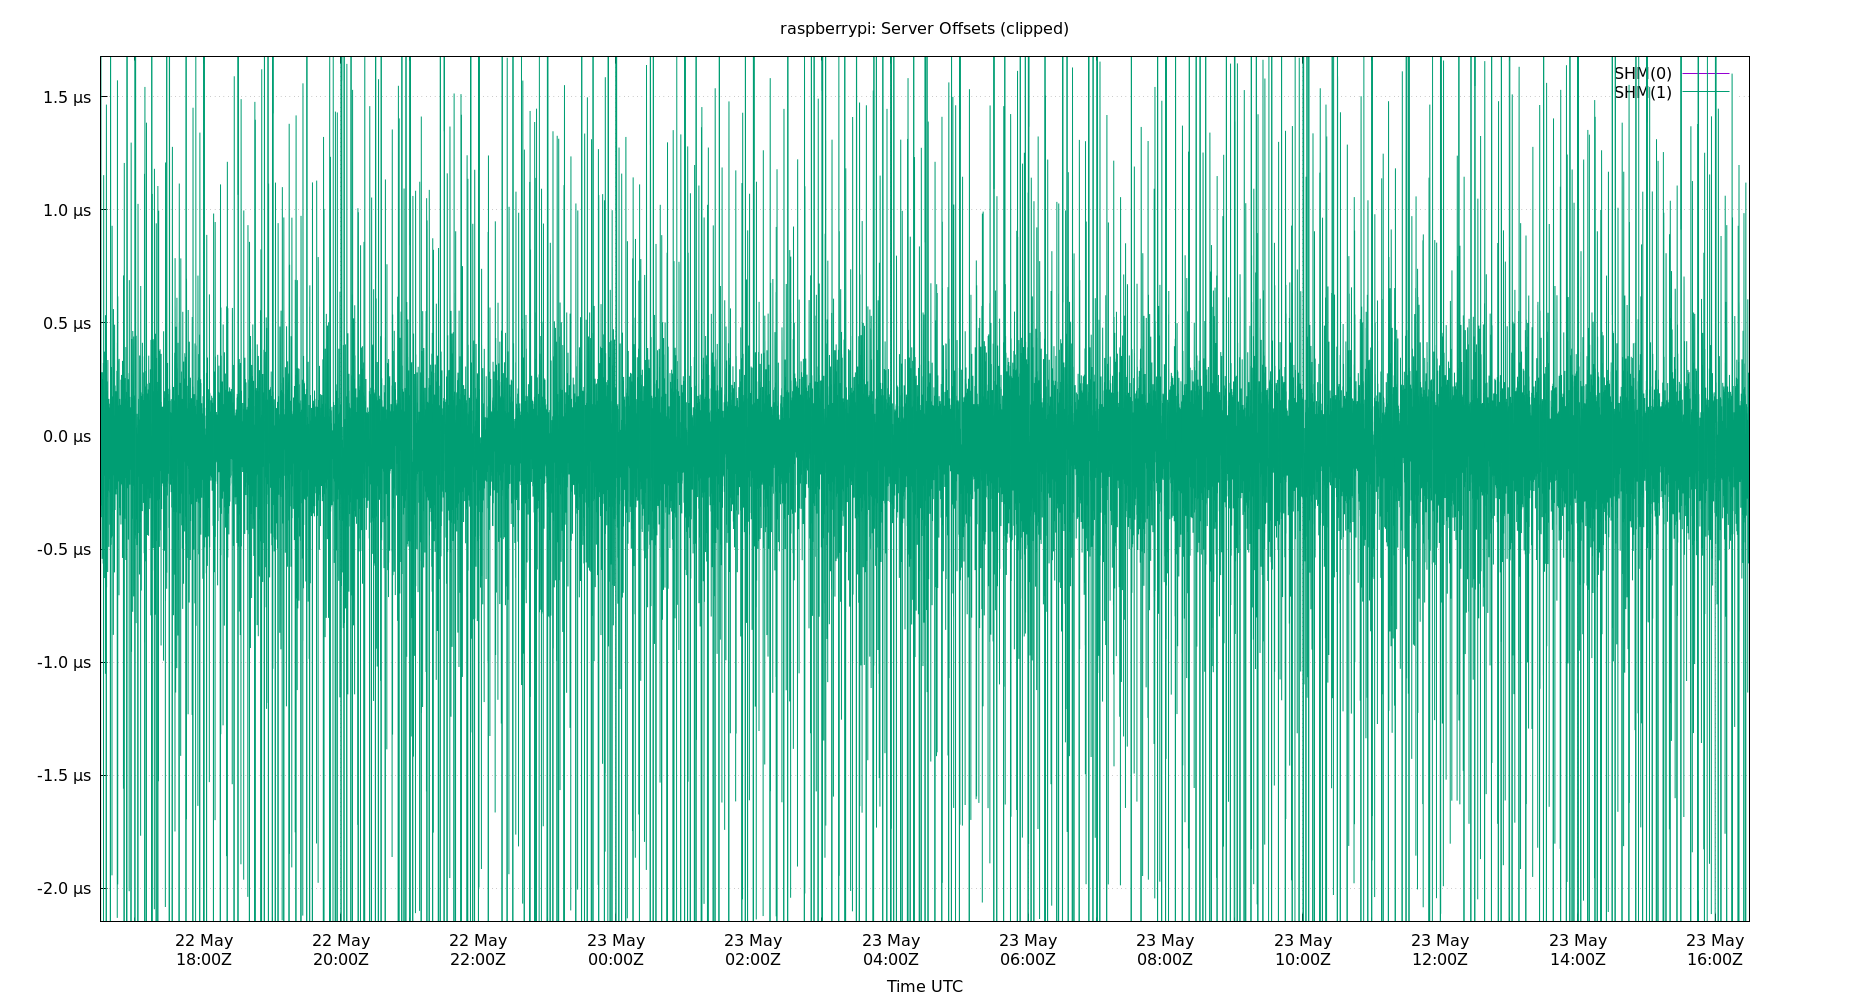 raspberrypi: Server Offsets (clipped)
SHM(0)
SHM(1)
1.5 µs
1.0 µs
0.5 µs
0.0 µs
-0.5 µs
-1.0 µs
-1.5 µs
-2.0 µs
22 May 22 May 22 May 23 May 23 May 23 May 23 May 23 May 23 May 23 May 23 May 23 May
18:00Z 20:00Z 22:00Z 00:00Z 02:00Z 04:00Z 06:00Z 08:00Z 10:00Z 12:00Z 14:00Z 16:00Z
Time UTC